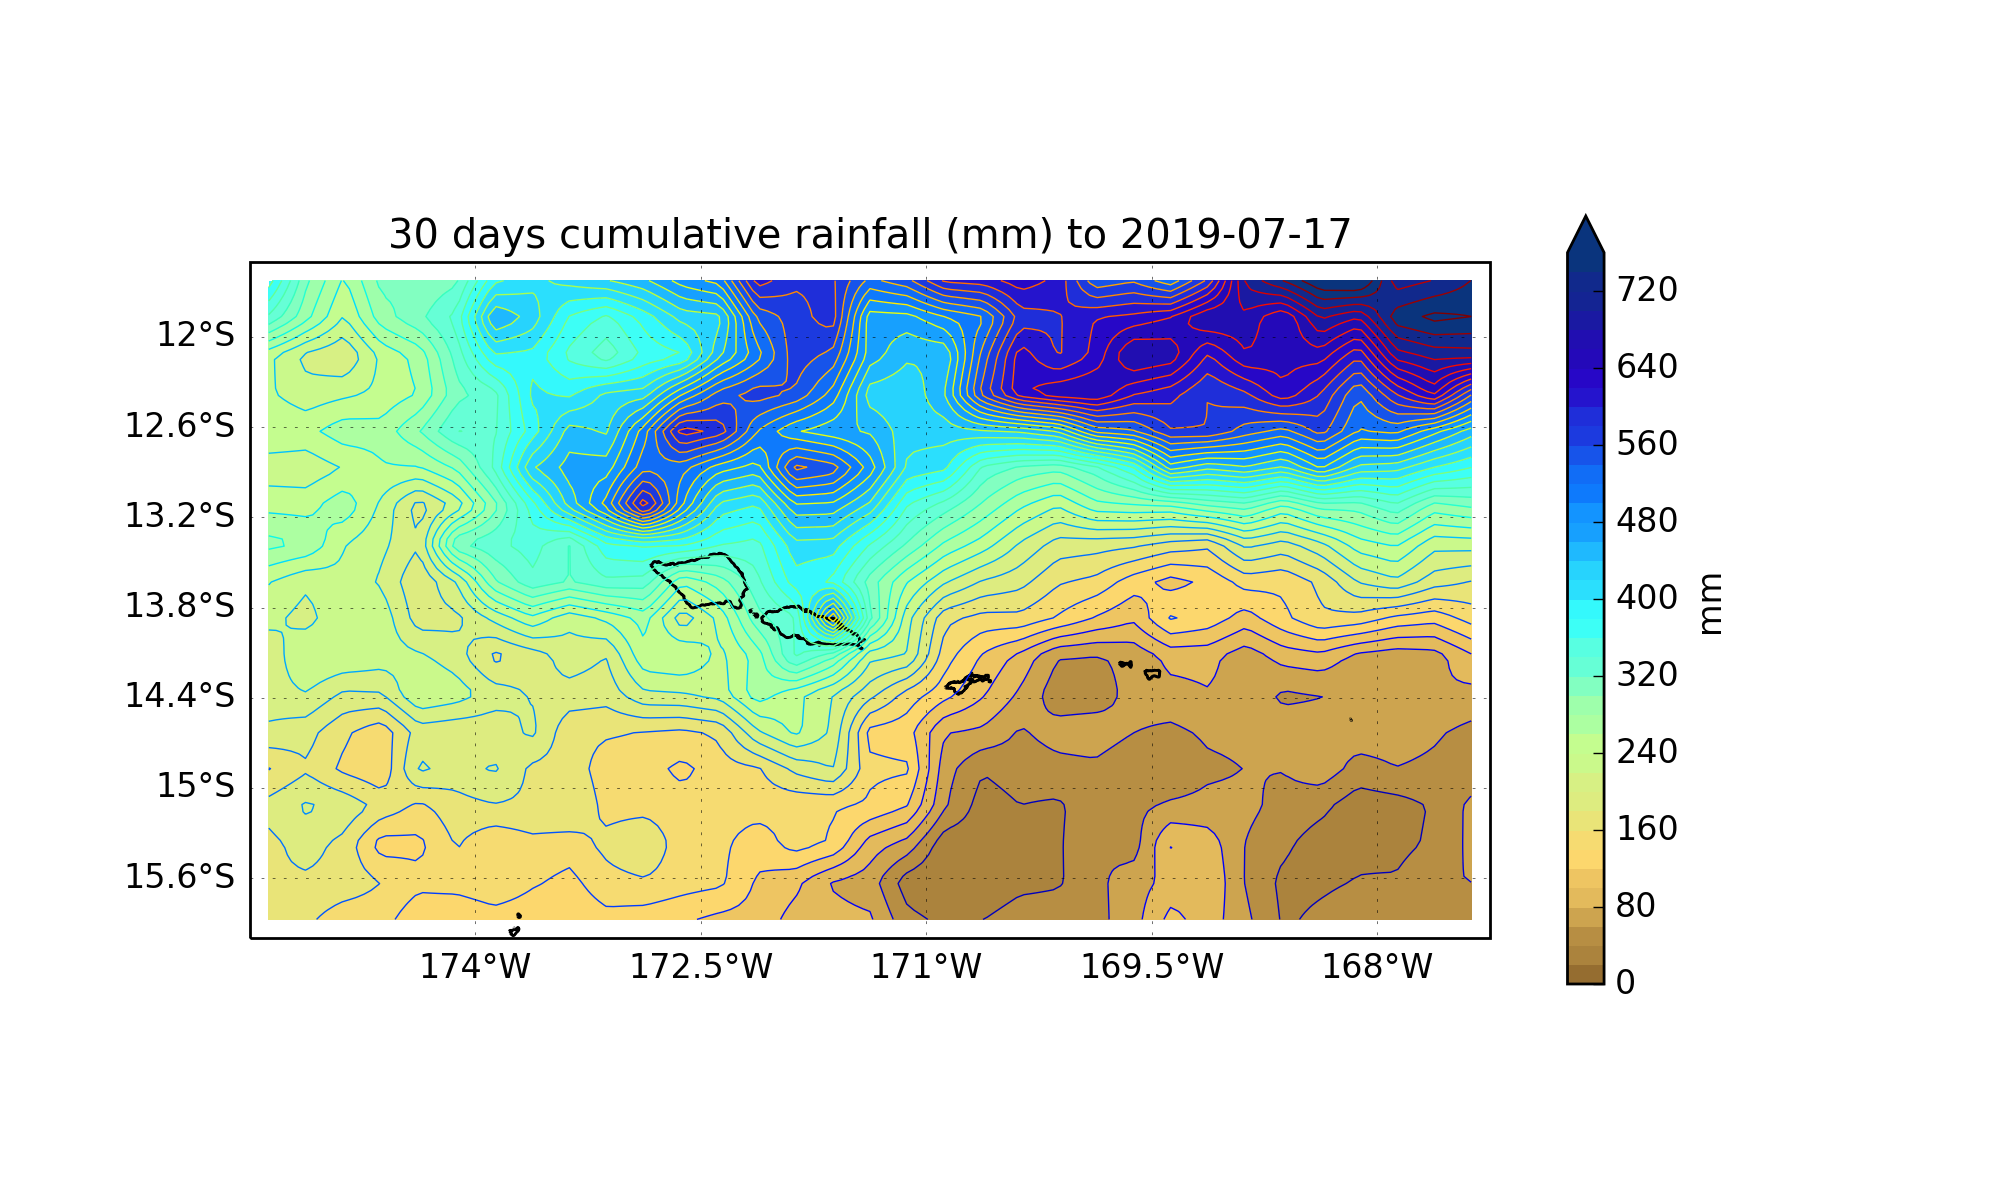 30 days cumulative rainfall (mm) to 2019-07-17
12°S
12.6°S
13.2°S
13.8°S
14.4°S
15°S
15.6°S
174°W
172.5°W
171°W
169.5°W
168°W
720
640
560
480
400
320
240
160
80
0
mm